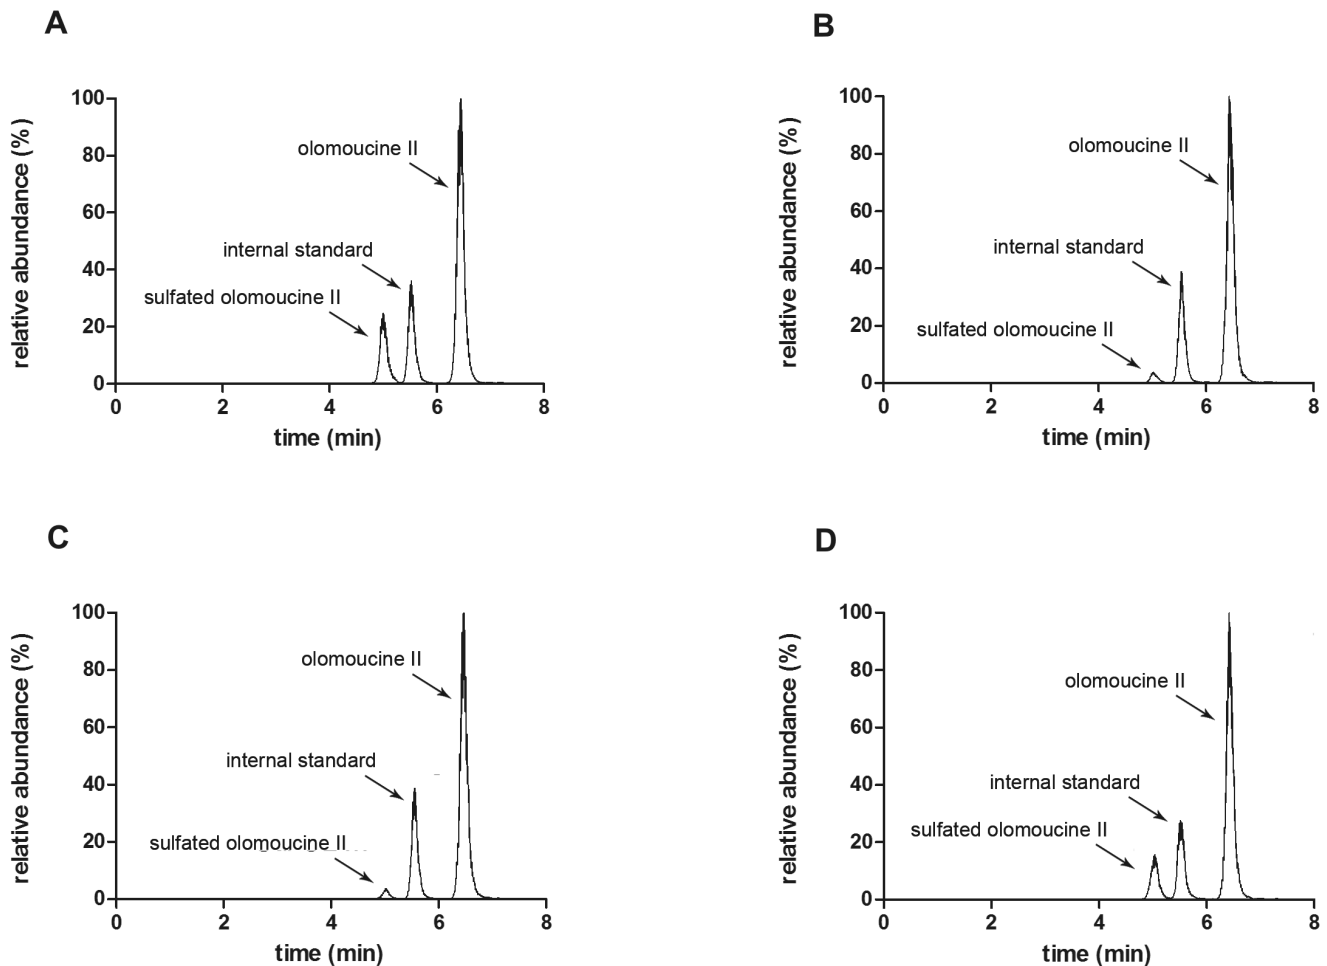 A
relative abundance (%)
100
80
60
40
20
0
olomoucine II
internal standard
sulfated olomoucine II
0 2 4 6 8
time (min)
B
relative abundance (%)
100
80
60
40
20
0
olomoucine II
internal standard
sulfated olomoucine II
0 2 4 6 8
time (min)
C
relative abundance (%)
100
80
60
40
20
0
olomoucine II
internal standard
sulfated olomoucine II
0 2 4 6 8
time (min)
D
relative abundance (%)
100
80
60
40
20
0
olomoucine II
internal standard
sulfated olomoucine II
0 2 4 6 8
time (min)